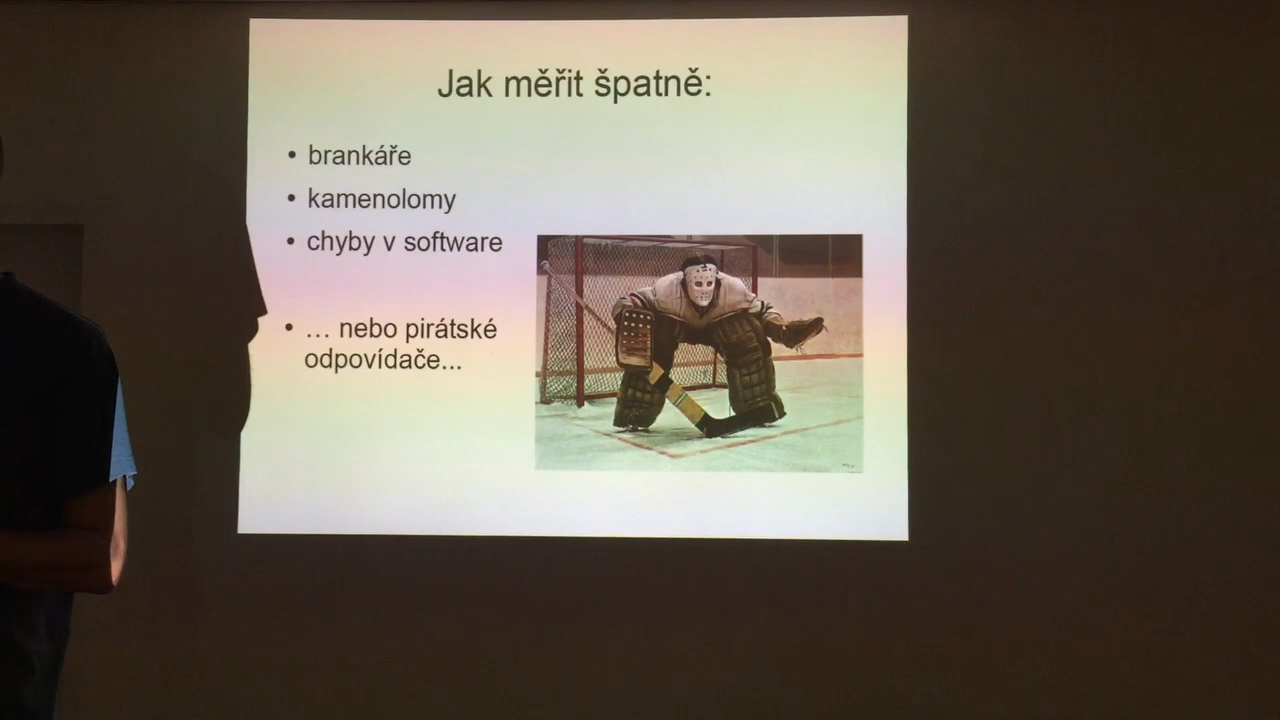 Jak měřit špatně:
• brankáře
• kamenolomy
• chyby v software
• … nebo pirátské
odpovídače...